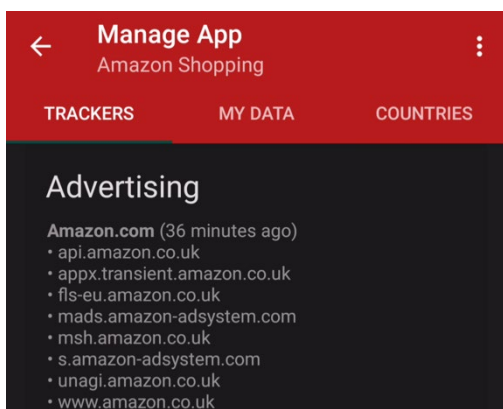 Manage App
Amazon Shopping
TRACKERS MY DATA COUNTRIES
Advertising
Amazon.com (36 minutes ago)
• api.amazon.co.uk
• appx.transient.amazon.co.uk
• fls-eu.amazon.co.uk
• mads.amazon-adsystem.com
• msh.amazon.co.uk
• s.amazon-adsystem.com
• unagi.amazon.co.uk
• www.amazon.co.uk